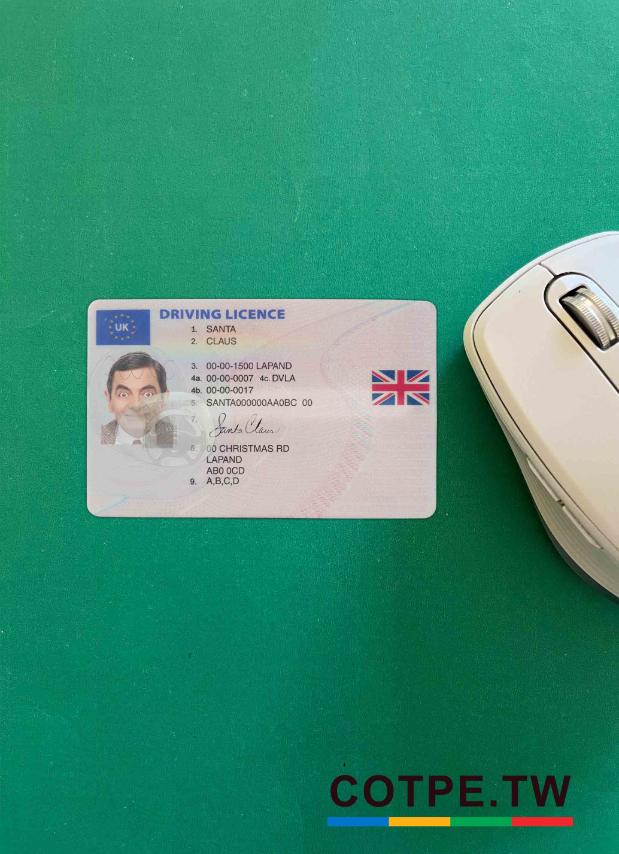 UK
DRIVING LICENCE
1. SANTA
2. CLAUS
3. 00-00-1500 LAPAND
4a. 00-00-0007 4c. DVLA
4b. 00-00-0017
5. SANTA000000AA0BC 00
7. Santa Claus
8. 00 CHRISTMAS RD
LAPAND
AB0 0CD
9. A,B,C,D
COTPE.TW